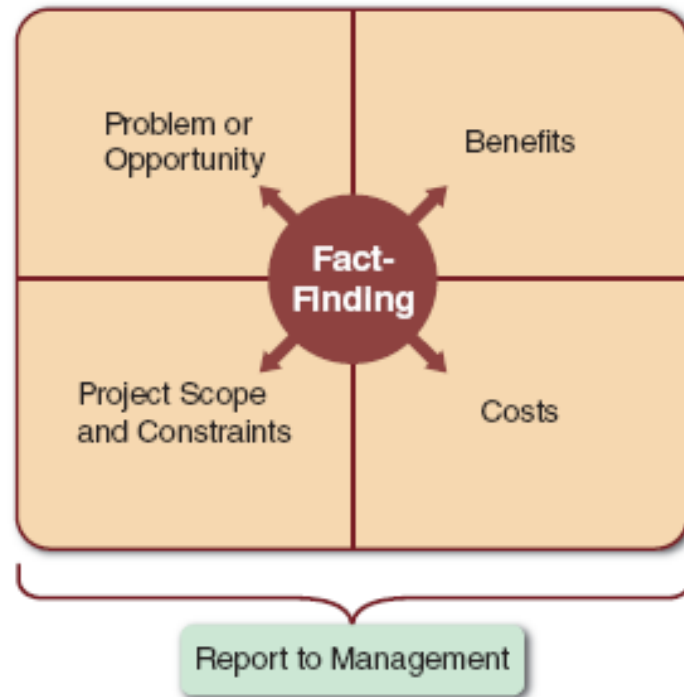 Problem or
Opportunity
Benefits
Fact-
Finding
Project Scope
and Constraints
Costs
Report to Management